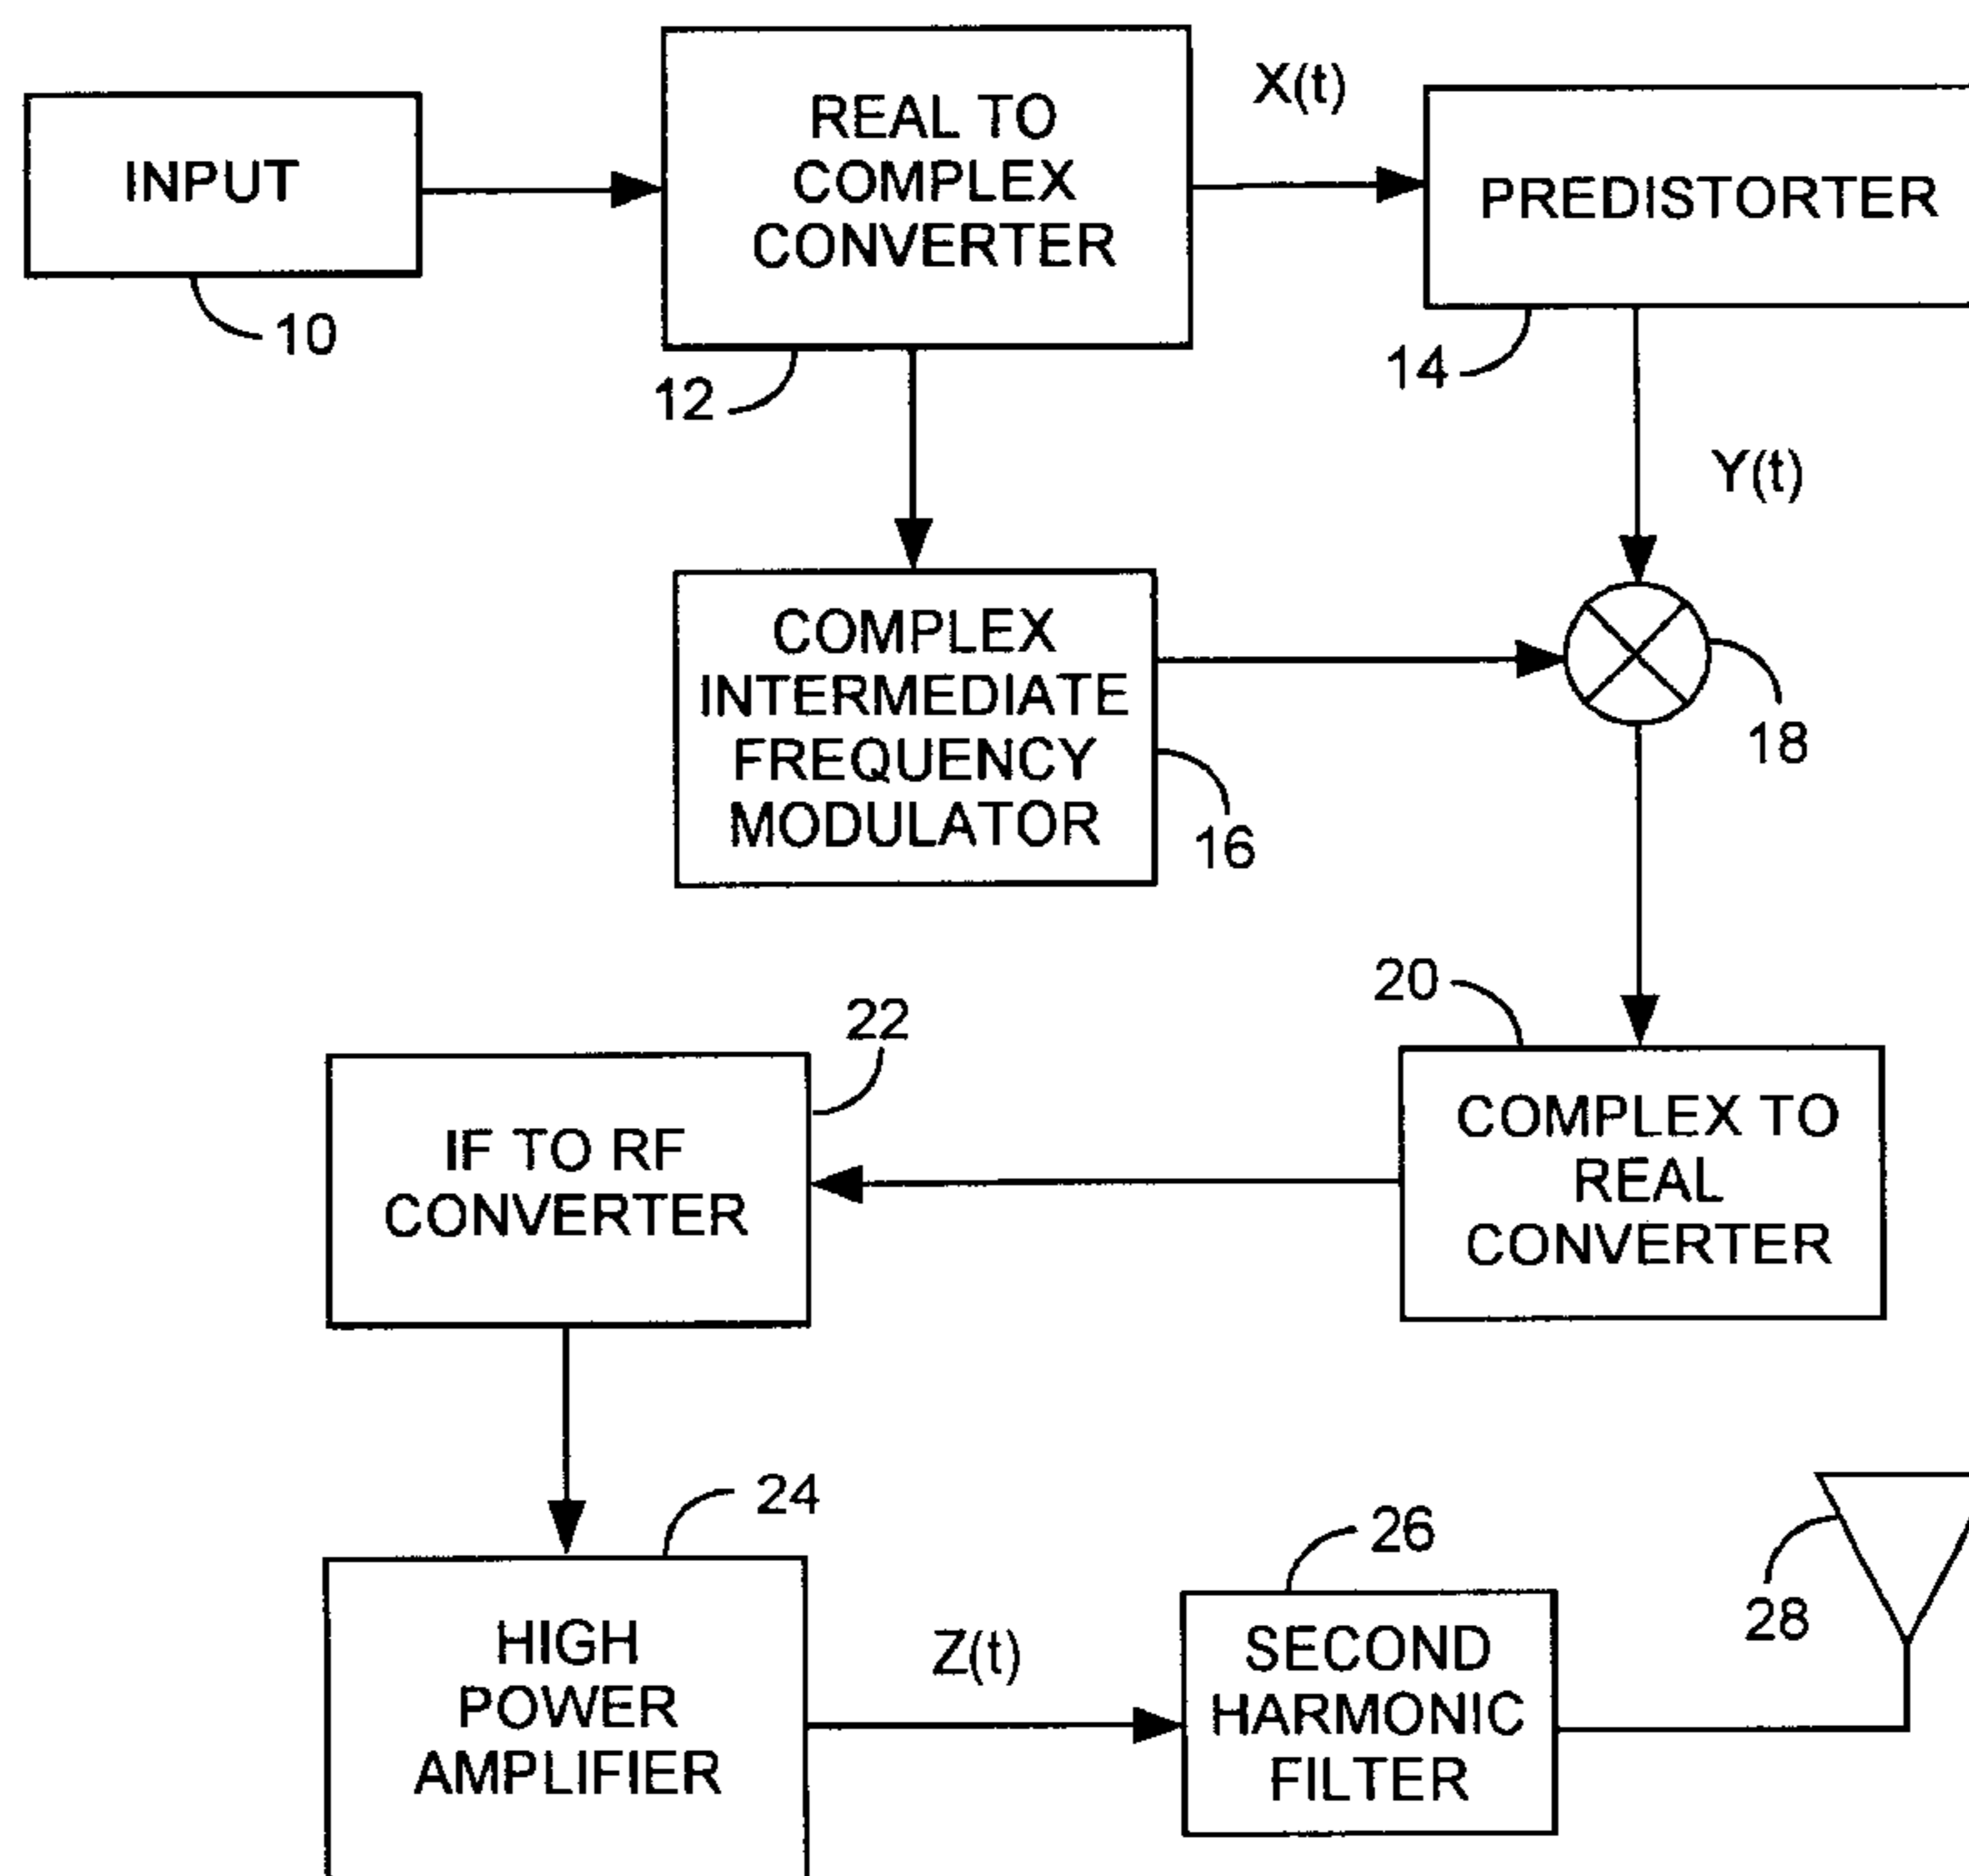 INPUT
10
REAL TO
COMPLEX
CONVERTER
12
X(t)
PREDISTORTER
14
Y(t)
COMPLEX
INTERMEDIATE
FREQUENCY
MODULATOR
16
18
20
COMPLEX TO
REAL
CONVERTER
22
IF TO RF
CONVERTER
24
HIGH
POWER
AMPLIFIER
Z(t)
26
SECOND
HARMONIC
FILTER
28